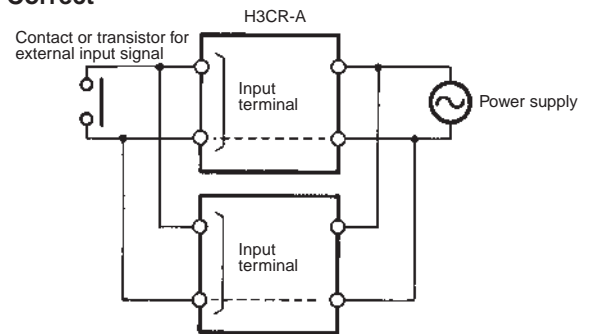 Correct
H3CR-A
Contact or transistor for
external input signal
Input
terminal
Power supply
Input
terminal